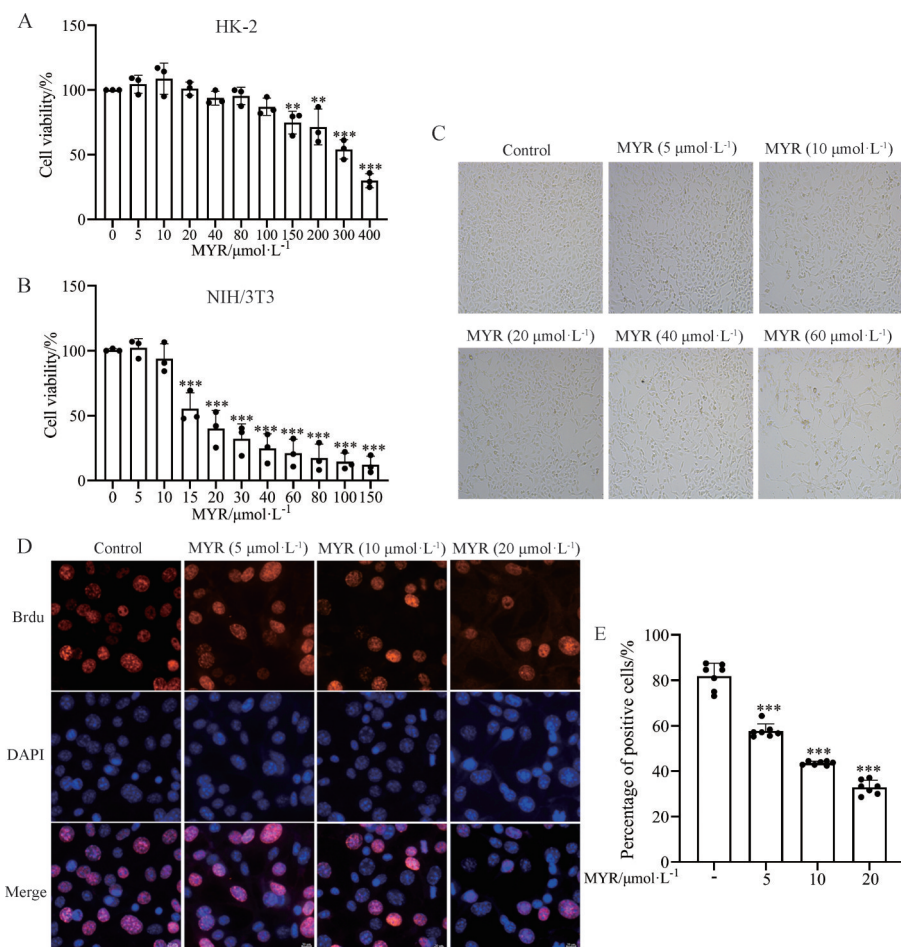 A
HK-2
150
100
50
0
Cell viability/%
** ** *** ***
0 5 10 20 40 80 100 150 200 300 400
MYR/μmol·L⁻¹
B
NIH/3T3
150
100
50
0
Cell viability/%
*** *** *** *** *** *** *** ***
0 5 10 15 20 30 40 60 80 100 150
MYR/μmol·L⁻¹
C
Control MYR (5 μmol·L⁻¹) MYR (10 μmol·L⁻¹)
MYR (20 μmol·L⁻¹) MYR (40 μmol·L⁻¹) MYR (60 μmol·L⁻¹)
D
Control MYR (5 μmol·L⁻¹) MYR (10 μmol·L⁻¹) MYR (20 μmol·L⁻¹)
Brdu
DAPI
Merge
E
100
80
60
40
20
0
Percentage of positive cells/%
*** *** ***
- 5 10 20
MYR/μmol·L⁻¹